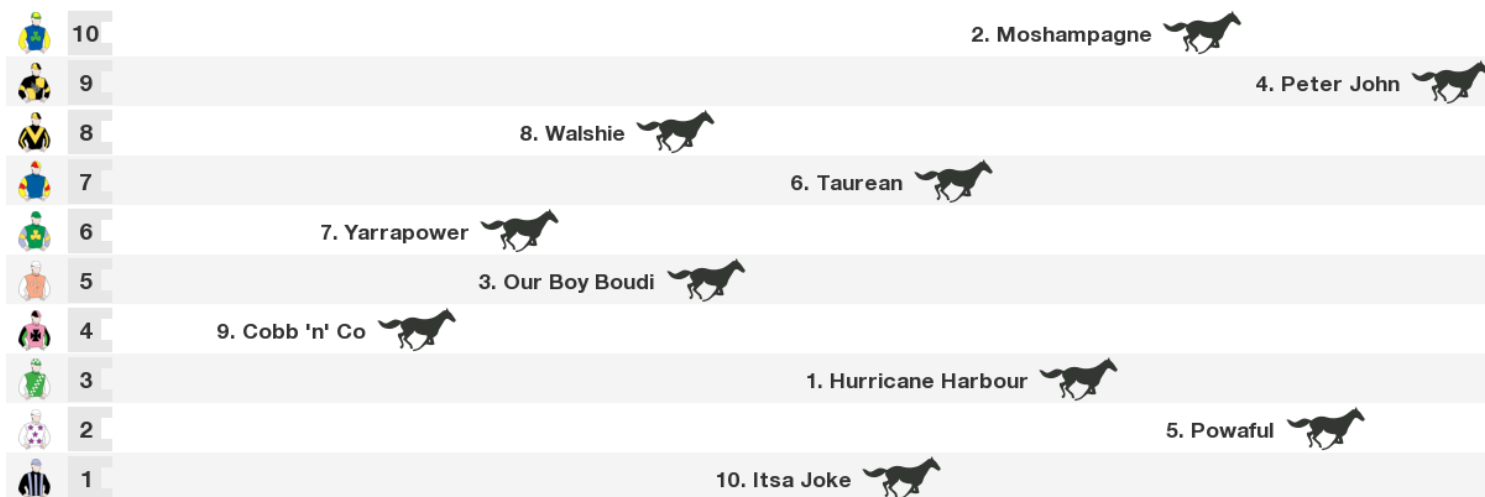 10 2. Moshampagne
9 4. Peter John
8 8. Walshie
7 6. Taurean
6 7. Yarrapower
5 3. Our Boy Boudi
4 9. Cobb 'n' Co
3 1. Hurricane Harbour
2 5. Powaful
1 10. Itsa Joke